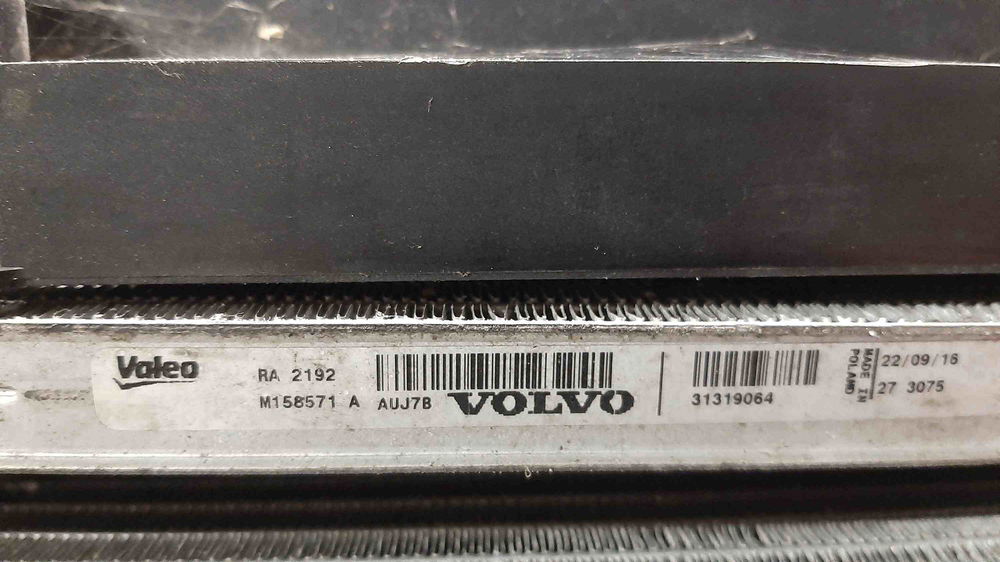 Valeo
RA 2192
M158571 A AUJ7B
VOLVO
31319064
MADE IN
POLAND
22/09/16
27 3075